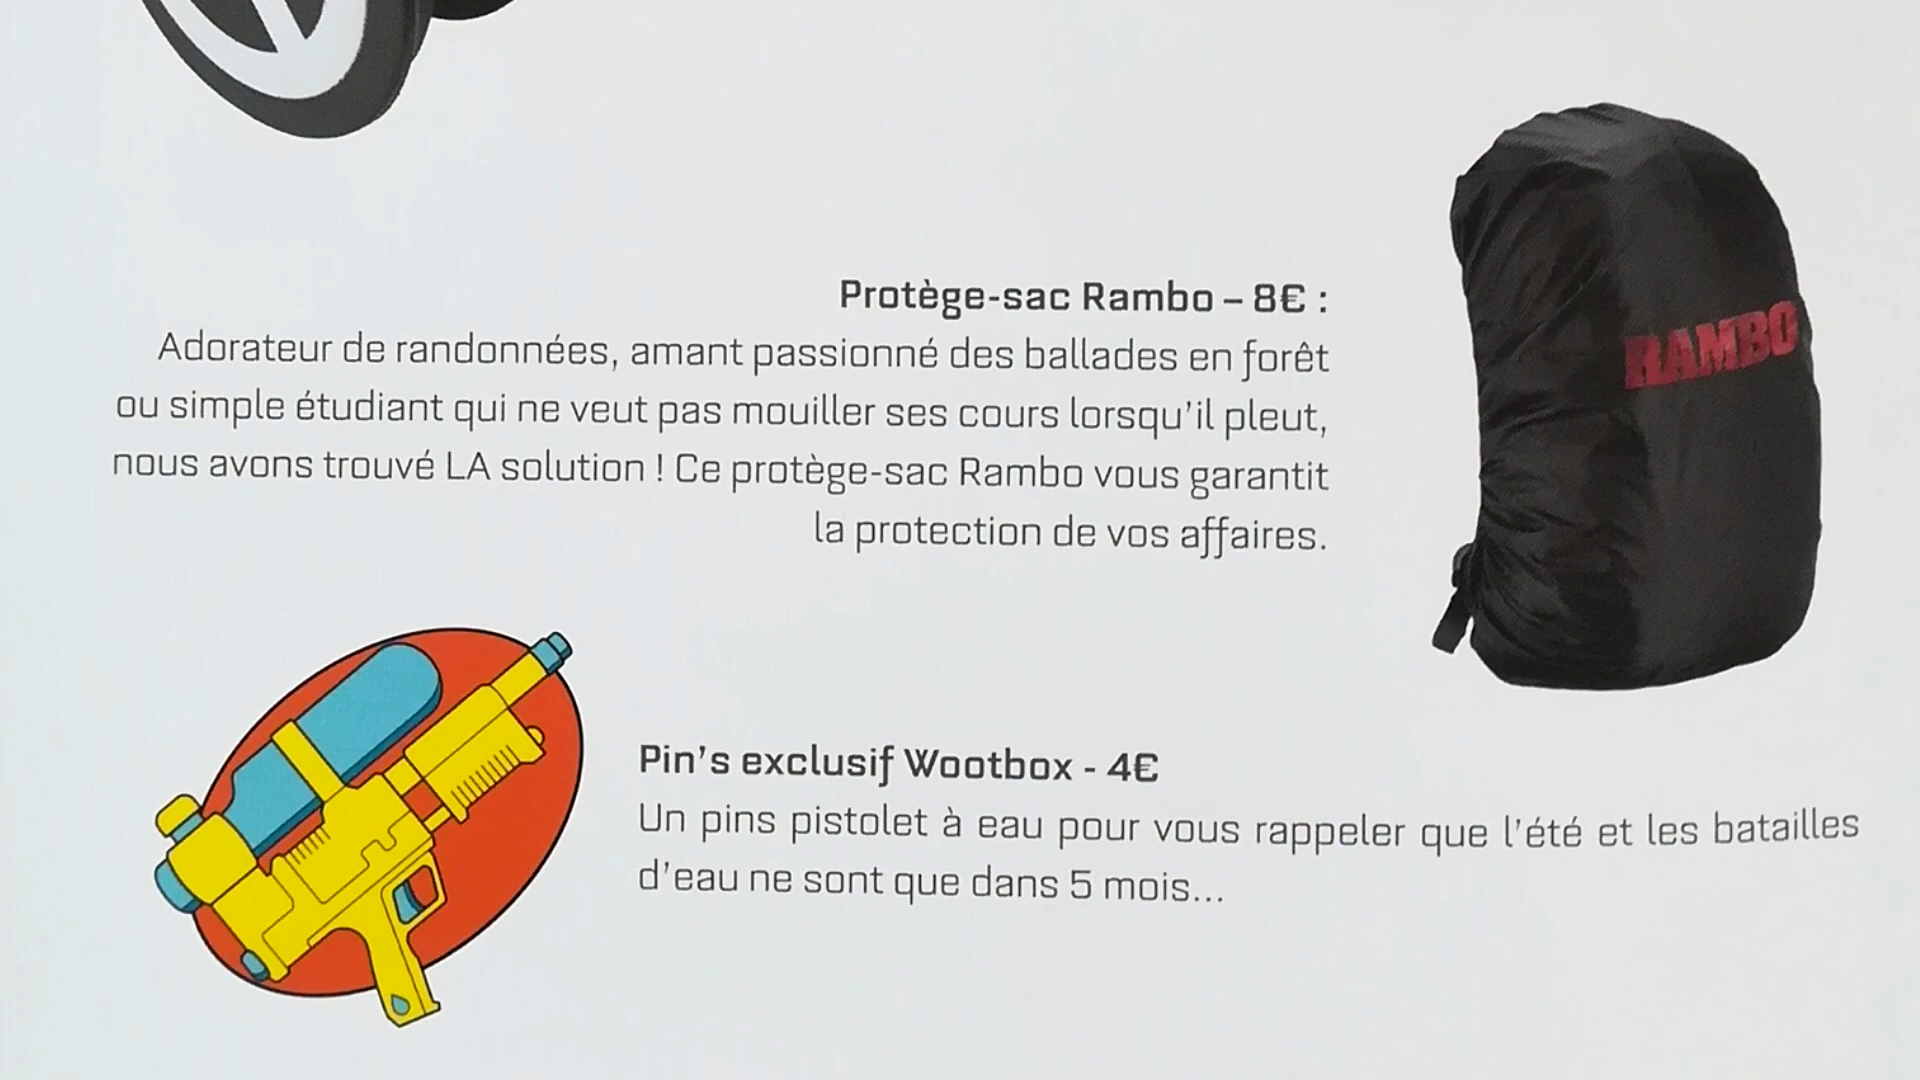 Protège-sac Rambo – 8€ :
Adorateur de randonnées, amant passionné des ballades en forêt
ou simple étudiant qui ne veut pas mouiller ses cours lorsqu'il pleut,
nous avons trouvé LA solution ! Ce protège-sac Rambo vous garantit
la protection de vos affaires.
RAMBO
Pin's exclusif Wootbox - 4€
Un pins pistolet à eau pour vous rappeler que l'été et les batailles
d'eau ne sont que dans 5 mois...